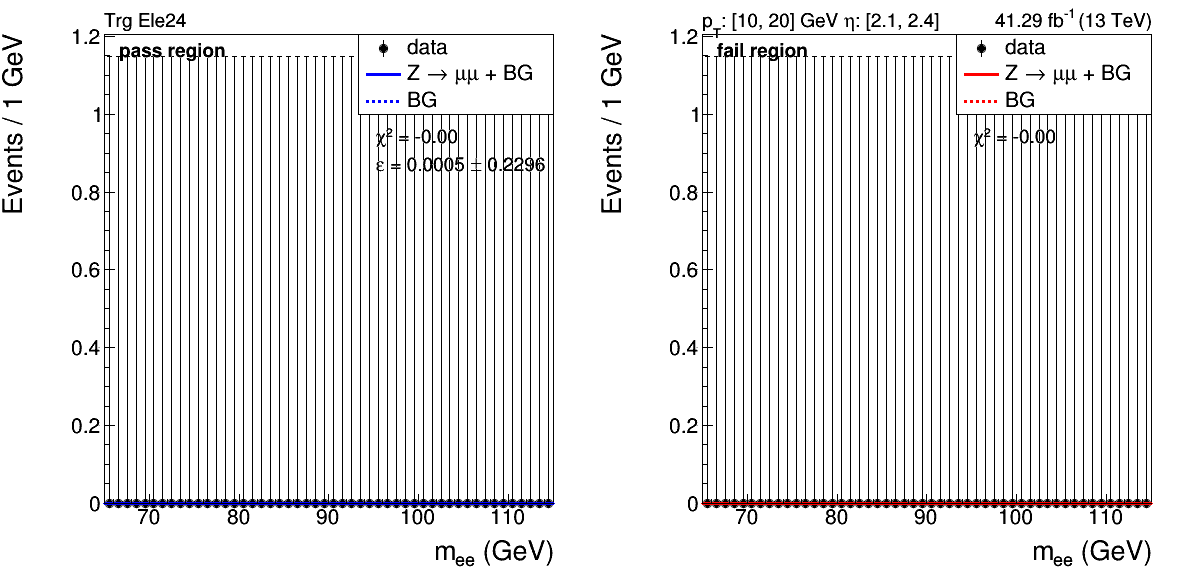 Trg Ele24
1.2
1
0.8
0.6
0.4
0.2
0
Events / 1 GeV
pass region
data
Z → μμ + BG
BG
χ² = -0.00
ε = 0.0005 ± 0.2296
70 80 90 100 110
mee (GeV)
pT: [10, 20] GeV η: [2.1, 2.4] 41.29 fb-1 (13 TeV)
1.2
1
0.8
0.6
0.4
0.2
0
Events / 1 GeV
fail region
data
Z → μμ + BG
BG
χ² = -0.00
70 80 90 100 110
mee (GeV)